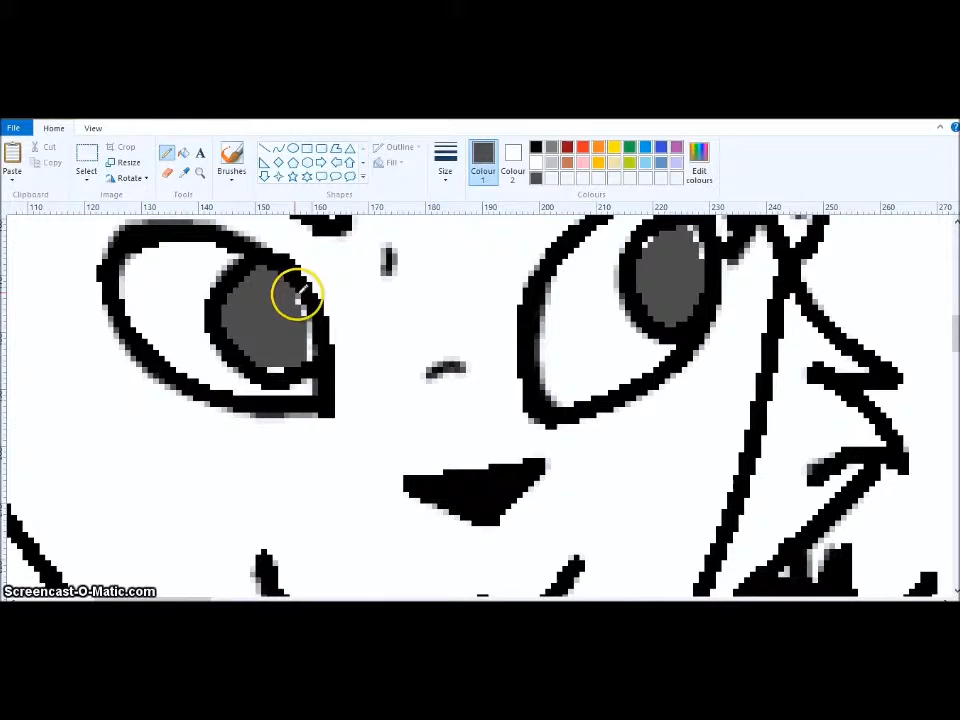 File Home View
Cut Crop Outline
Copy Resize Fill
Paste Select Rotate Brushes Size Colour 1 Colour 2 Edit colours
Clipboard Image Tools Shapes Colours
110 120 130 140 150 160 170 180 190 200 210 220 230 240 250 260 270
Screencast-O-Matic.com